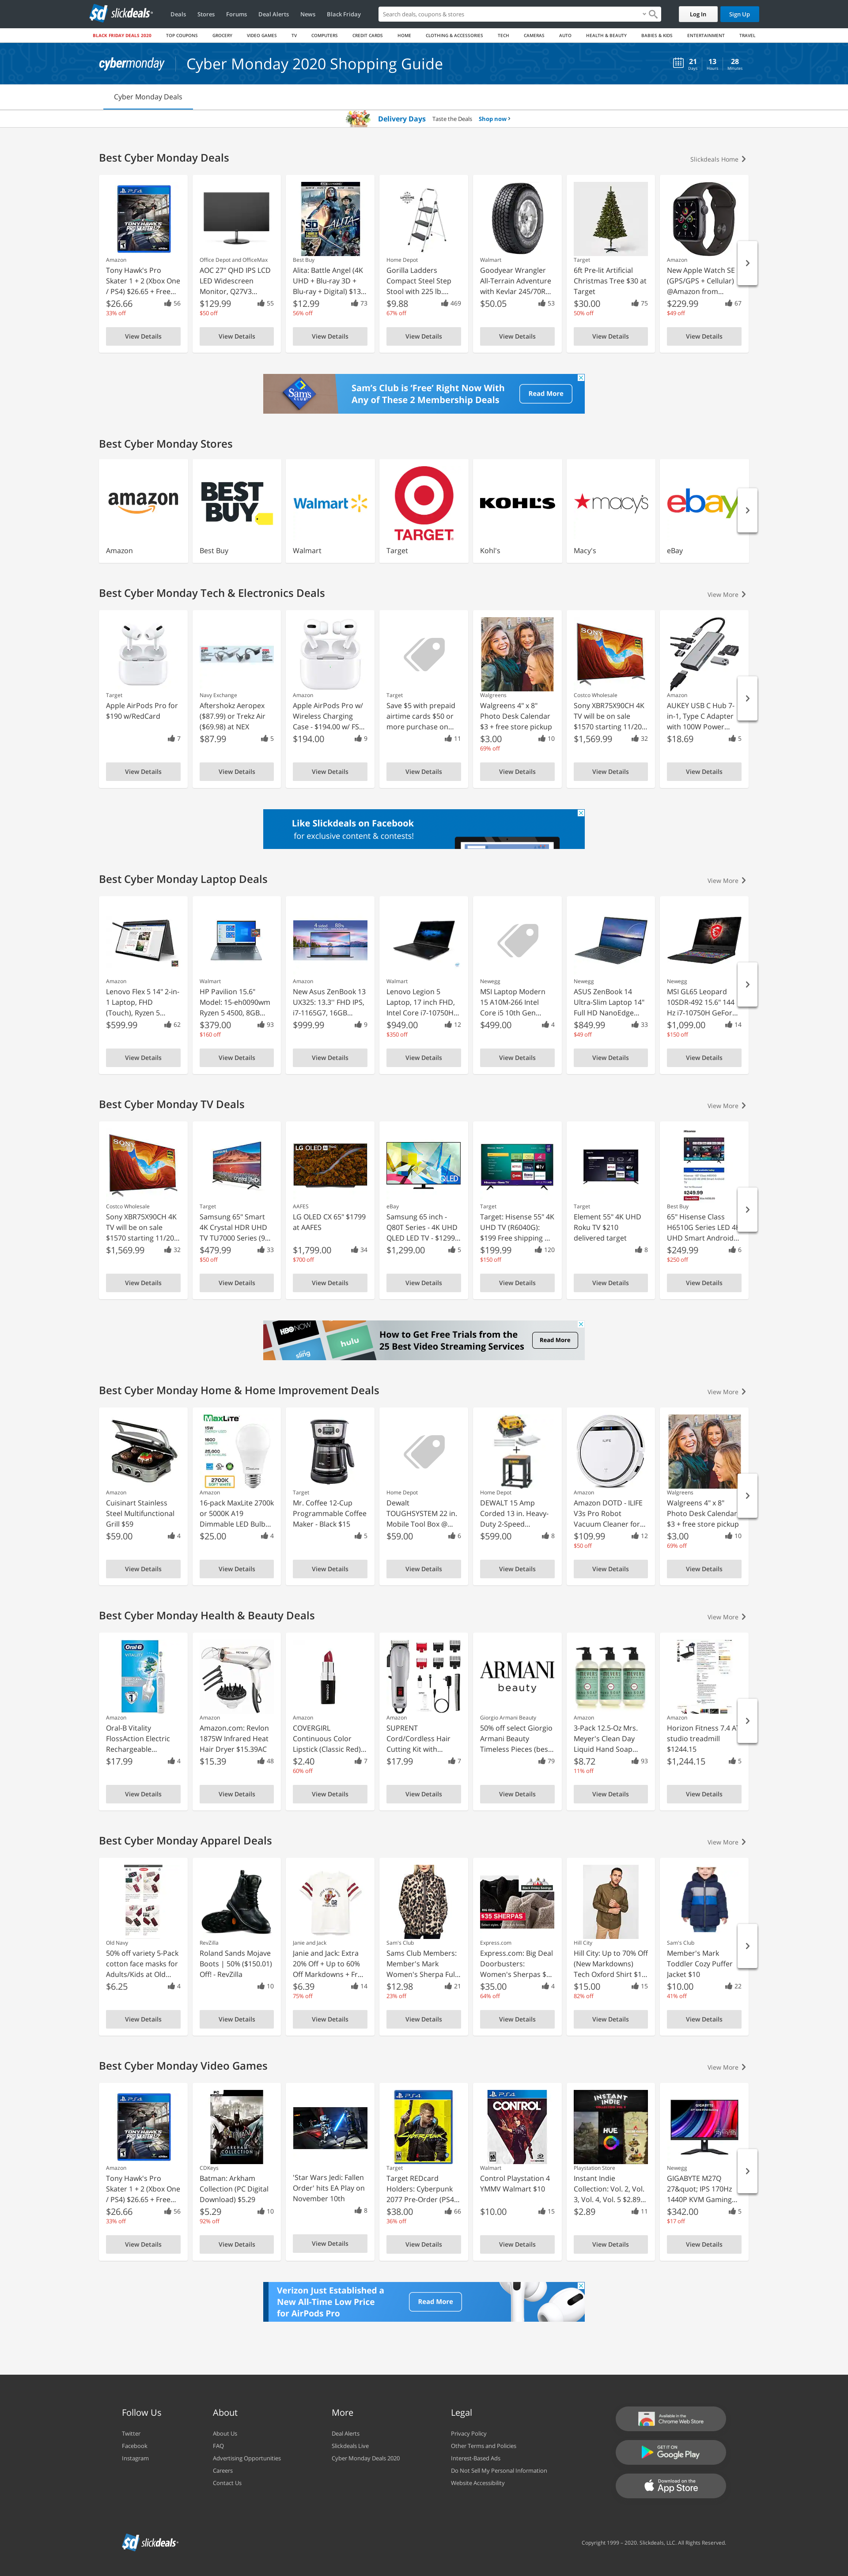 slickdeals
Deals Stores Forums Deal Alerts News Black Friday
Search deals, coupons & stores
Log In Sign Up
BLACK FRIDAY DEALS 2020 TOP COUPONS GROCERY VIDEO GAMES TV COMPUTERS CREDIT CARDS HOME CLOTHING & ACCESSORIES TECH CAMERAS AUTO HEALTH & BEAUTY BABIES & KIDS ENTERTAINMENT TRAVEL
cybermonday Cyber Monday 2020 Shopping Guide
21 Days 13 Hours 28 Minutes
Cyber Monday Deals
Delivery Days Taste the Deals Shop now
Best Cyber Monday Deals
Slickdeals Home
Amazon
Tony Hawk's Pro
Skater 1 + 2 (Xbox One
/ PS4) $26.65 + Free...
$26.66 56
33% off
View Details
Office Depot and OfficeMax
AOC 27" QHD IPS LCD
LED Widescreen
Monitor, Q27V3...
$129.99 55
$50 off
View Details
Best Buy
Alita: Battle Angel (4K
UHD + Blu-ray 3D +
Blu-ray + Digital) $13...
$12.99 73
56% off
View Details
Home Depot
Gorilla Ladders
Compact Steel Step
Stool with 225 lb...
$9.88 469
67% off
View Details
Walmart
Goodyear Wrangler
All-Terrain Adventure
with Kevlar 245/70R...
$50.05 53
View Details
Target
6ft Pre-lit Artificial
Christmas Tree $30 at
Target
$30.00 75
50% off
View Details
Amazon
New Apple Watch SE
(GPS/GPS + Cellular)
@Amazon from...
$229.99 67
$49 off
View Details
Sam's Club is 'Free' Right Now With
Any of These 2 Membership Deals
Read More
Best Cyber Monday Stores
amazon
Amazon
BEST
BUY
Best Buy
Walmart
Walmart
TARGET
Target
KOHL'S
Kohl's
macy's
Macy's
ebay
eBay
Best Cyber Monday Tech & Electronics Deals
View More
Target
Apple AirPods Pro for
$190 w/RedCard
7
View Details
Navy Exchange
Aftershokz Aeropex
($87.99) or Trekz Air
($69.98) at NEX
$87.99 5
View Details
Amazon
Apple AirPods Pro w/
Wireless Charging
Case - $194.00 w/ FS...
$194.00 9
View Details
Target
Save $5 with prepaid
airtime cards $50 or
more purchase on...
11
View Details
Walgreens
Walgreens 4" x 8"
Photo Desk Calendar
$3 + free store pickup
$3.00 10
69% off
View Details
SONY
Costco Wholesale
Sony XBR75X90CH 4K
TV will be on sale
$1570 starting 11/20...
$1,569.99 32
View Details
Amazon
AUKEY USB C Hub 7-
in-1, Type C Adapter
with 100W Power...
$18.69 5
View Details
Like Slickdeals on Facebook
for exclusive content & contests!
Best Cyber Monday Laptop Deals
View More
Amazon
Lenovo Flex 5 14" 2-in-
1 Laptop, FHD
(Touch), Ryzen 5...
$599.99 62
View Details
Walmart
HP Pavilion 15.6"
Model: 15-eh0090wm
Ryzen 5 4500, 8GB...
$379.00 93
$160 off
View Details
Amazon
New Asus ZenBook 13
UX325: 13.3" FHD IPS,
i7-1165G7, 16GB...
$999.99 9
View Details
Walmart
Lenovo Legion 5
Laptop, 17 inch FHD,
Intel Core i7-10750H...
$949.00 12
$350 off
View Details
Newegg
MSI Laptop Modern
15 A10M-266 Intel
Core i5 10th Gen...
$499.00 4
View Details
Newegg
ASUS ZenBook 14
Ultra-Slim Laptop 14"
Full HD NanoEdge...
$849.99 33
$49 off
View Details
Newegg
MSI GL65 Leopard
10SDR-492 15.6" 144
Hz i7-10750H GeFor...
$1,099.00 14
$150 off
View Details
Best Cyber Monday TV Deals
View More
SONY
Costco Wholesale
Sony XBR75X90CH 4K
TV will be on sale
$1570 starting 11/20...
$1,569.99 32
View Details
Target
Samsung 65" Smart
4K Crystal HDR UHD
TV TU7000 Series (9...
$479.99 33
$50 off
View Details
LG OLED
AAFES
LG OLED CX 65" $1799
at AAFES
$1,799.00 34
$700 off
View Details
QLED
eBay
Samsung 65 inch -
Q80T Series - 4K UHD
QLED LED TV - $1299...
$1,299.00 5
View Details
Target
Target: Hisense 55" 4K
UHD TV (R6040G):
$199 Free shipping ...
$199.99 120
$150 off
View Details
Target
Element 55" 4K UHD
Roku TV $210
delivered target
8
View Details
Best Buy
65" Hisense Class
H6510G Series LED 4K
UHD Smart Android...
$249.99 6
$250 off
View Details
HBO NOW
hulu
sling
How to Get Free Trials from the
25 Best Video Streaming Services
Read More
Best Cyber Monday Home & Home Improvement Deals
View More
Amazon
Cuisinart Stainless
Steel Multifunctional
Grill $59
$59.00 4
View Details
MAXLITE
2700K
Amazon
16-pack MaxLite 2700k
or 5000K A19
Dimmable LED Bulb...
$25.00 4
View Details
Target
Mr. Coffee 12-Cup
Programmable Coffee
Maker - Black $15
5
View Details
Home Depot
Dewalt
TOUGHSYSTEM 22 in.
Mobile Tool Box @...
$59.00 6
View Details
Home Depot
DEWALT 15 Amp
Corded 13 in. Heavy-
Duty 2-Speed...
$599.00 8
View Details
Amazon
Amazon DOTD - ILIFE
V3s Pro Robot
Vacuum Cleaner for...
$109.99 12
$50 off
View Details
Walgreens
Walgreens 4" x 8"
Photo Desk Calendar
$3 + free store pickup
$3.00 10
69% off
View Details
Best Cyber Monday Health & Beauty Deals
View More
Oral-B
Amazon
Oral-B Vitality
FlossAction Electric
Rechargeable...
$17.99 4
View Details
Amazon
Amazon.com: Revlon
1875W Infrared Heat
Hair Dryer $15.39AC
$15.39 48
View Details
Amazon
COVERGIRL
Continuous Color
Lipstick (Classic Red)...
$2.40 7
60% off
View Details
Amazon
SUPRENT
Cord/Cordless Hair
Cutting Kit with...
$17.99 7
View Details
ARMANI
beauty
Giorgio Armani Beauty
50% off select Giorgio
Armani Beauty
Timeless Pieces (bes...
79
View Details
Amazon
3-Pack 12.5-Oz Mrs.
Meyer's Clean Day
Liquid Hand Soap...
$8.72 93
11% off
View Details
Amazon
Horizon Fitness 7.4 AT
studio treadmill
$1244.15
$1,244.15 5
View Details
Best Cyber Monday Apparel Deals
View More
Old Navy
50% off variety 5-Pack
cotton face masks for
Adults/Kids at Old...
$6.25 4
View Details
RevZilla
Roland Sands Mojave
Boots | 50% ($150.01)
Off! - RevZilla
10
View Details
Janie and Jack
Janie and Jack: Extra
20% Off + Up to 60%
Off Markdowns + Fr...
$6.39 14
75% off
View Details
Sam's Club
Sams Club Members:
Member's Mark
Women's Sherpa Ful...
$12.98 21
23% off
View Details
$35 SHERPAS
Express.com
Express.com: Big Deal
Doorbusters:
Women's Sherpas $...
$35.00 4
64% off
View Details
Hill City
Hill City: Up to 70% Off
(New Markdowns)
Tech Oxford Shirt $1...
$15.00 15
82% off
View Details
Sam's Club
Member's Mark
Toddler Cozy Puffer
Jacket $10
$10.00 22
41% off
View Details
Best Cyber Monday Video Games
View More
Amazon
Tony Hawk's Pro
Skater 1 + 2 (Xbox One
/ PS4) $26.65 + Free...
$26.66 56
33% off
View Details
CDKeys
Batman: Arkham
Collection (PC Digital
Download) $5.29
$5.29 10
92% off
View Details
'Star Wars Jedi: Fallen
Order' hits EA Play on
November 10th
8
View Details
Target
Target REDcard
Holders: Cyberpunk
2077 Pre-Order (PS4...
$38.00 66
36% off
View Details
CONTROL
Walmart
Control Playstation 4
YMMV Walmart $10
$10.00 15
View Details
INSTANT
INDIE
HUE
Playstation Store
Instant Indie
Collection: Vol. 2, Vol.
3, Vol. 4, Vol. 5 $2.89...
$2.89 11
View Details
Newegg
GIGABYTE M27Q
27&quot; IPS 170Hz
1440P KVM Gaming...
$342.00 5
$17 off
View Details
Verizon Just Established a
New All-Time Low Price
for AirPods Pro
Read More
Follow Us
Twitter
Facebook
Instagram
About
About Us
FAQ
Advertising Opportunities
Careers
Contact Us
More
Deal Alerts
Slickdeals Live
Cyber Monday Deals 2020
Legal
Privacy Policy
Other Terms and Policies
Interest-Based Ads
Do Not Sell My Personal Information
Website Accessibility
Available in the
Chrome Web Store
GET IT ON
Google Play
Download on the
App Store
slickdeals
Copyright 1999 – 2020. Slickdeals, LLC. All Rights Reserved.